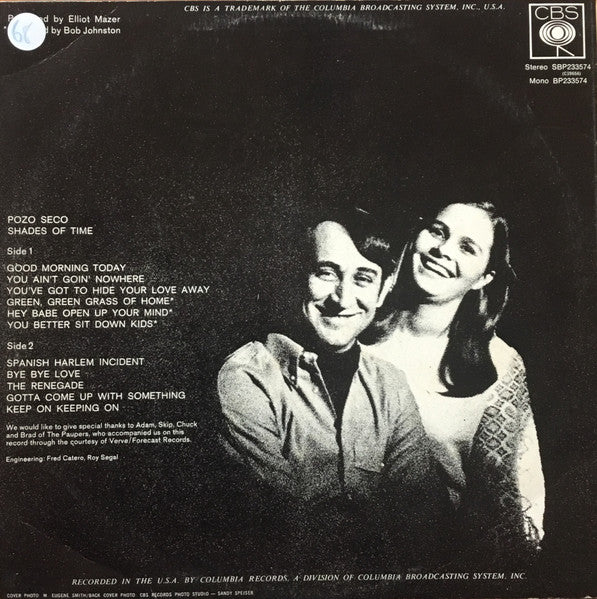 CBS IS A TRADEMARK OF THE COLUMBIA BROADCASTING SYSTEM, INC., U.S.A.
by Elliot Mazer
by Bob Johnston
68
CBS
Stereo SBP233574
Mono BP233574
POZO SECO
SHADES OF TIME
Side 1
GOOD MORNING TODAY
YOU AIN'T GOIN' NOWHERE
YOU'VE GOT TO HIDE YOUR LOVE AWAY
GREEN, GREEN GRASS OF HOME*
HEY BABE OPEN UP YOUR MIND*
YOU BETTER SIT DOWN KIDS*
Side 2
SPANISH HARLEM INCIDENT
BYE BYE LOVE
THE RENEGADE
GOTTA COME UP WITH SOMETHING
KEEP ON KEEPING ON
We would like to give special thanks to Adam, Skip, Chuck
and Brad of The Paupers, who accompanied us on this
record through the courtesy of Verve/Forecast Records.
Engineering: Fred Catero, Roy Segal
RECORDED IN THE U.S.A. BY COLUMBIA RECORDS, A DIVISION OF COLUMBIA BROADCASTING SYSTEM, INC.
COVER PHOTO W. EUGENE SMITH/BACK COVER PHOTO CBS RECORDS PHOTO STUDIO — SANDY SPEISER